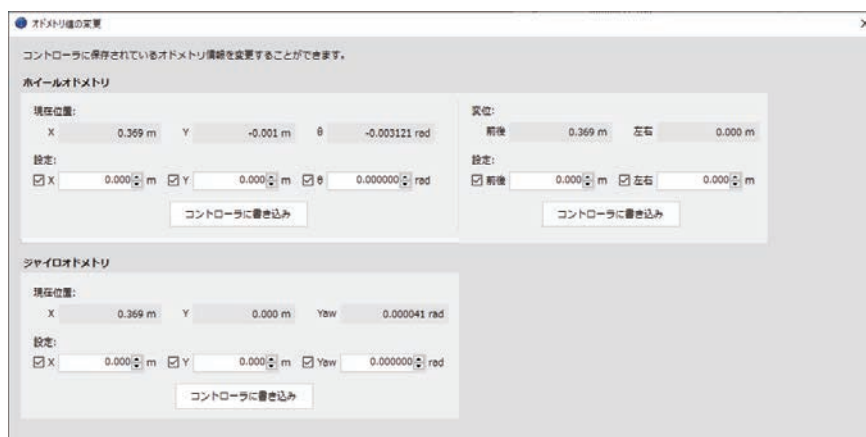 オドメトリ値の変更
コントローラに保存されているオドメトリ情報を変更することができます。
ホイールオドメトリ
現在位置:
X 0.369 m Y -0.001 m θ -0.003121 rad
設定:
X 0.000 m Y 0.000 m θ 0.000000 rad
コントローラに書き込み
変位:
前後 0.369 m 左右 0.000 m
設定:
前後 0.000 m 左右 0.000 m
コントローラに書き込み
ジャイロオドメトリ
現在位置:
X 0.369 m Y 0.000 m Yaw 0.000041 rad
設定:
X 0.000 m Y 0.000 m Yaw 0.000000 rad
コントローラに書き込み